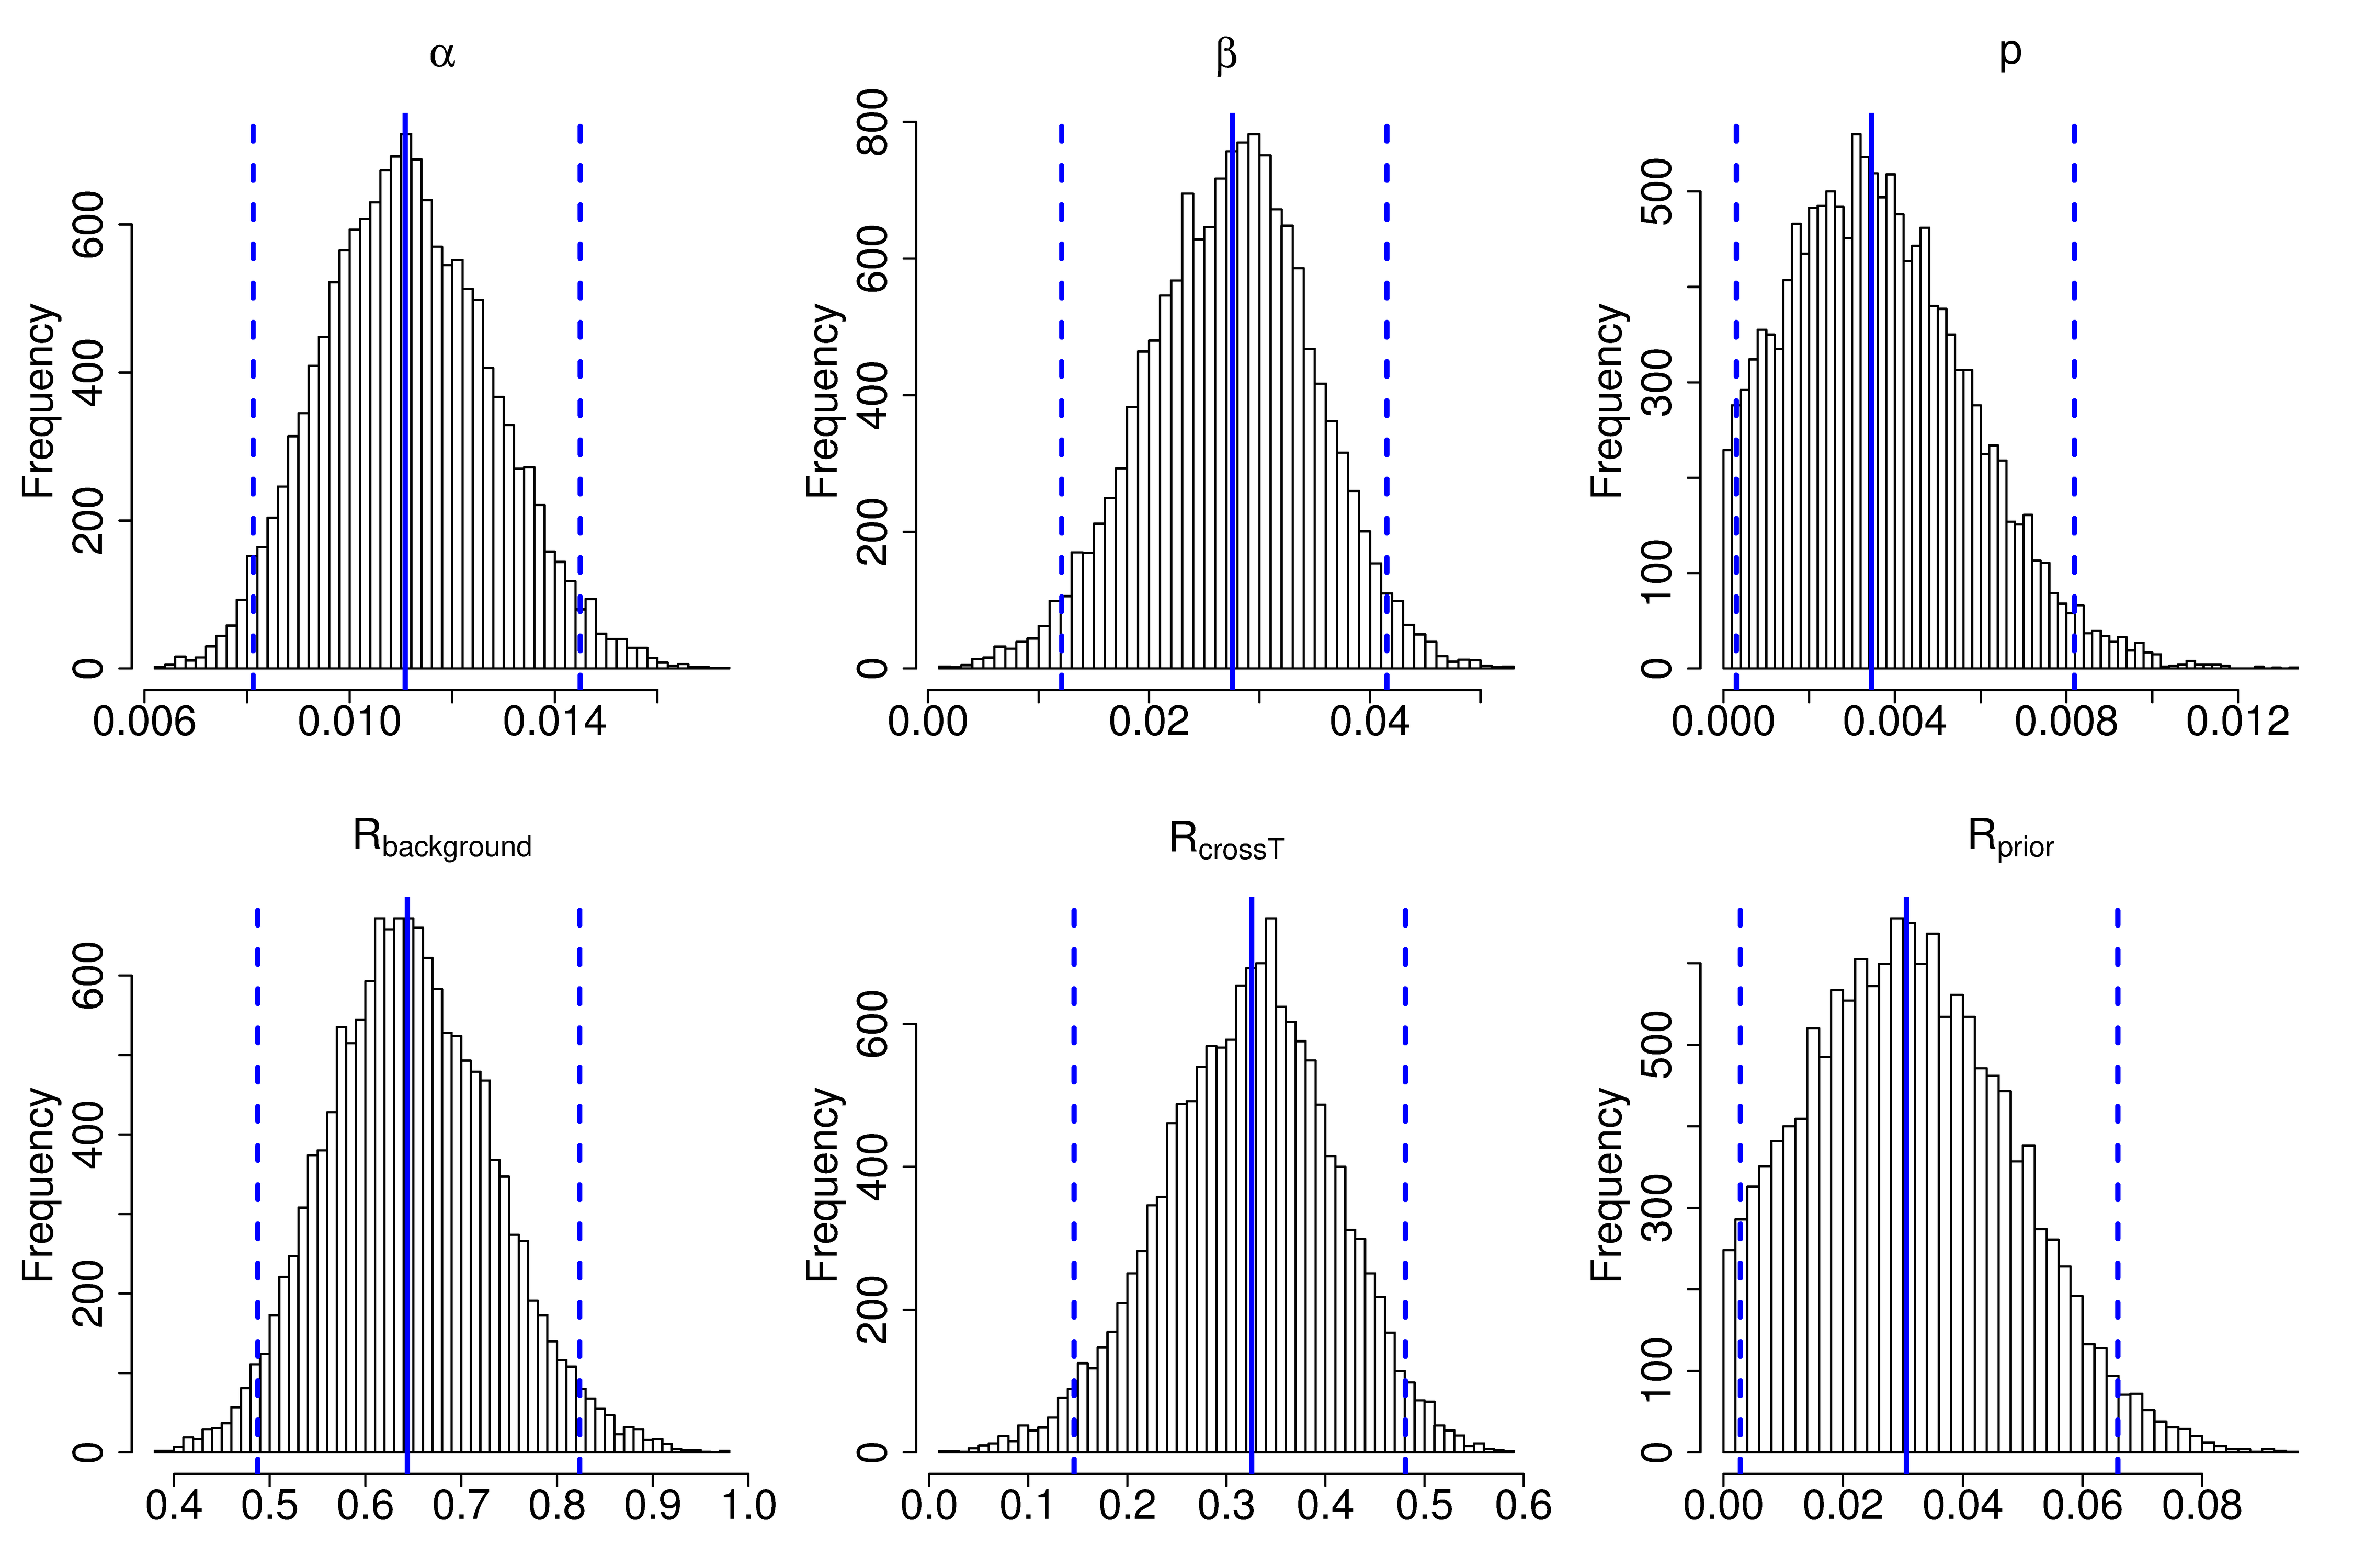 α
Frequency
0 200 400 600
0.006 0.010 0.014
β
Frequency
0 200 400 600 800
0.00 0.02 0.04
p
Frequency
0 100 300 500
0.000 0.004 0.008 0.012
Rbackground
Frequency
0 200 400 600
0.4 0.5 0.6 0.7 0.8 0.9 1.0
RcrossT
Frequency
0 200 400 600
0.0 0.1 0.2 0.3 0.4 0.5 0.6
Rprior
Frequency
0 100 300 500
0.00 0.02 0.04 0.06 0.08